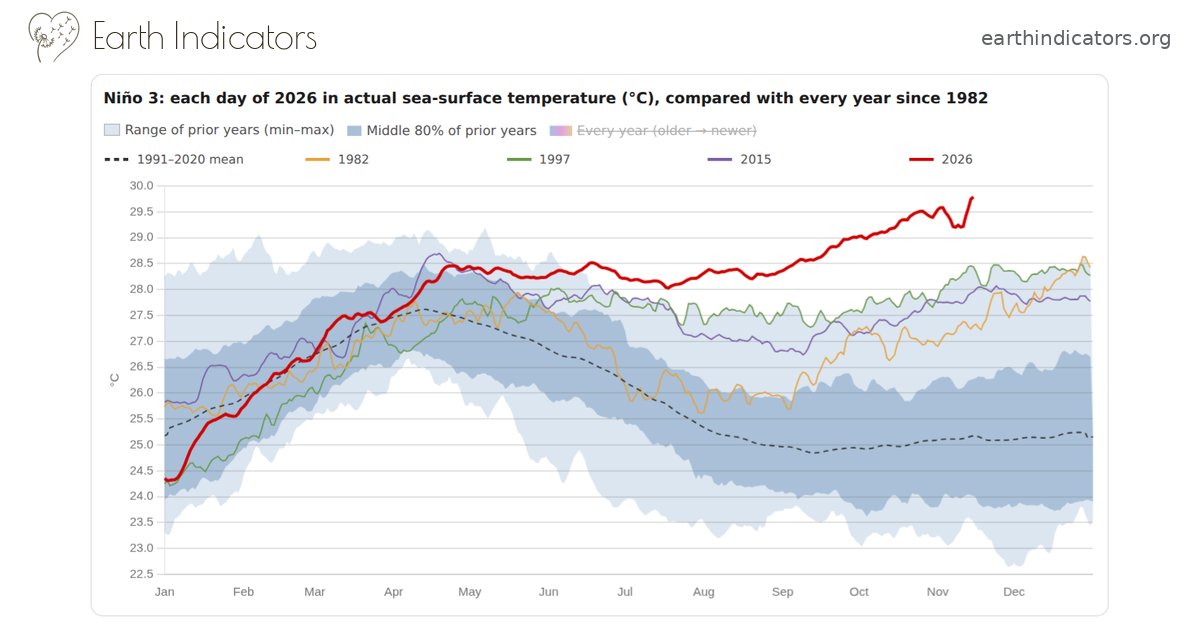 Earth Indicators
earthindicators.org
Niño 3: each day of 2026 in actual sea-surface temperature (°C), compared with every year since 1982
Range of prior years (min–max) Middle 80% of prior years Every year (older → newer)
1991–2020 mean 1982 1997 2015 2026
30.0
29.5
29.0
28.5
28.0
27.5
27.0
26.5
26.0
25.5
25.0
24.5
24.0
23.5
23.0
22.5
°C
Jan Feb Mar Apr May Jun Jul Aug Sep Oct Nov Dec